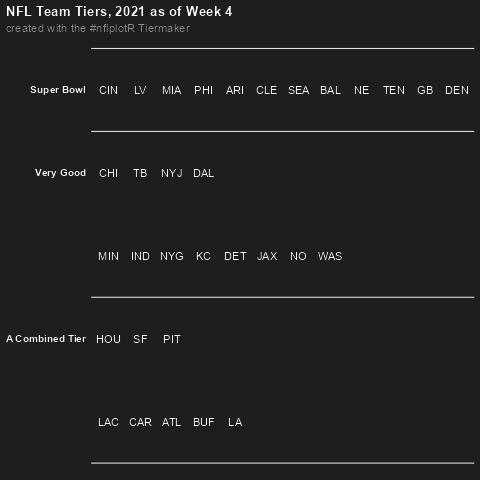 NFL Team Tiers, 2021 as of Week 4
created with the #nflplotR Tiermaker
Super Bowl CIN LV MIA PHI ARI CLE SEA BAL NE TEN GB DEN
Very Good CHI TB NYJ DAL
MIN IND NYG KC DET JAX NO WAS
A Combined Tier HOU SF PIT
LAC CAR ATL BUF LA